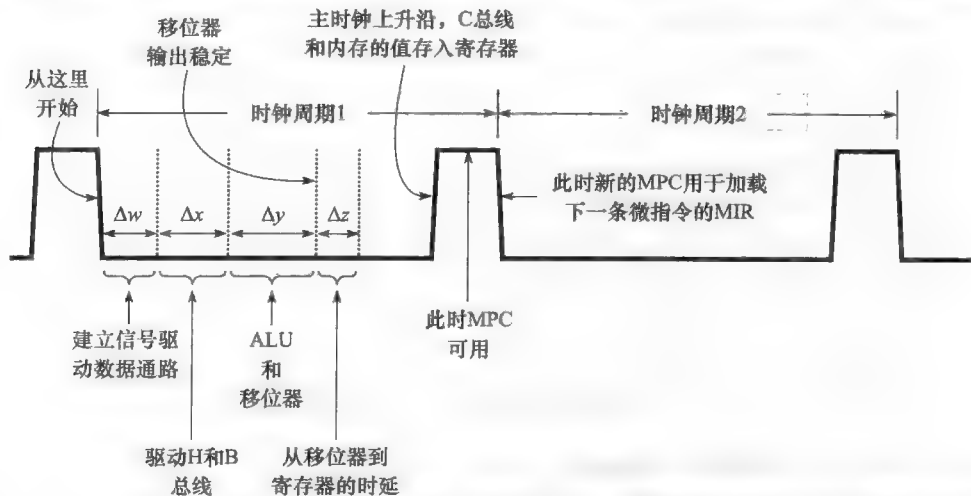 移位器
输出稳定
主时钟上升沿，C总线
和内存的值存入寄存器
从这里
开始
时钟周期1
时钟周期2
Δw
Δx
Δy
Δz
此时新的MPC用于加载
下一条微指令的MIR
建立信号驱
动数据通路
ALU
和
移位器
此时MPC
可用
驱动H和B
总线
从移位器到
寄存器的时延